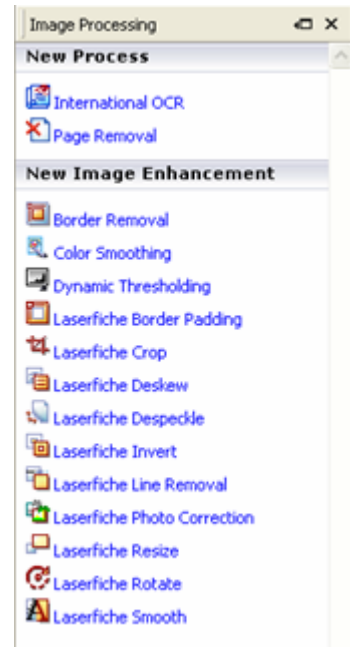 Image Processing
New Process
International OCR
Page Removal
New Image Enhancement
Border Removal
Color Smoothing
Dynamic Thresholding
Laserfiche Border Padding
Laserfiche Crop
Laserfiche Deskew
Laserfiche Despeckle
Laserfiche Invert
Laserfiche Line Removal
Laserfiche Photo Correction
Laserfiche Resize
Laserfiche Rotate
Laserfiche Smooth